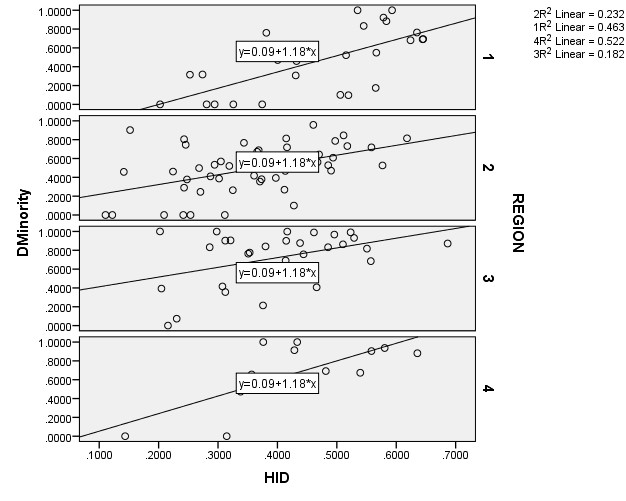 2R² Linear = 0.232
1R² Linear = 0.463
4R² Linear = 0.522
3R² Linear = 0.182
DMinority
1.0000
.8000
.6000
.4000
.2000
.0000
y=0.09+1.18*x
1
1.0000
.8000
.6000
.4000
.2000
.0000
y=0.09+1.18*x
2
REGION
1.0000
.8000
.6000
.4000
.2000
.0000
y=0.09+1.18*x
3
1.0000
.8000
.6000
.4000
.2000
.0000
y=0.09+1.18*x
4
.1000 .2000 .3000 .4000 .5000 .6000 .7000
HID